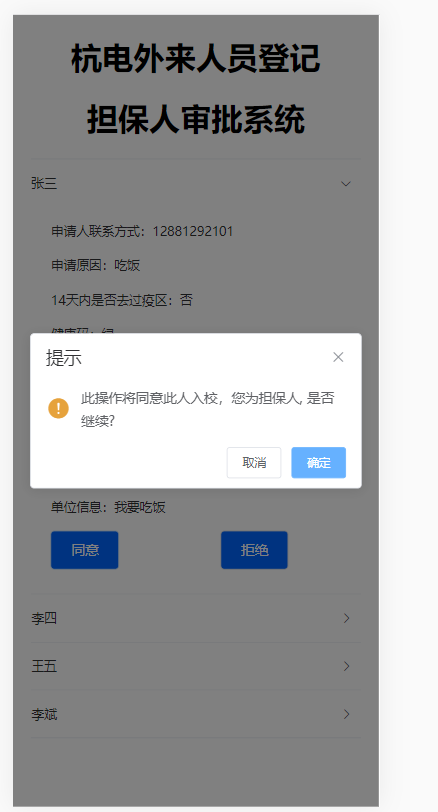 杭电外来人员登记
担保人审批系统
张三
申请人联系方式：12881292101
申请原因：吃饭
14天内是否去过疫区：否
健康码：绿
提示
此操作将同意此人入校，您为担保人, 是否
继续?
取消 确定
单位信息：我要吃饭
同意 拒绝
李四
王五
李斌